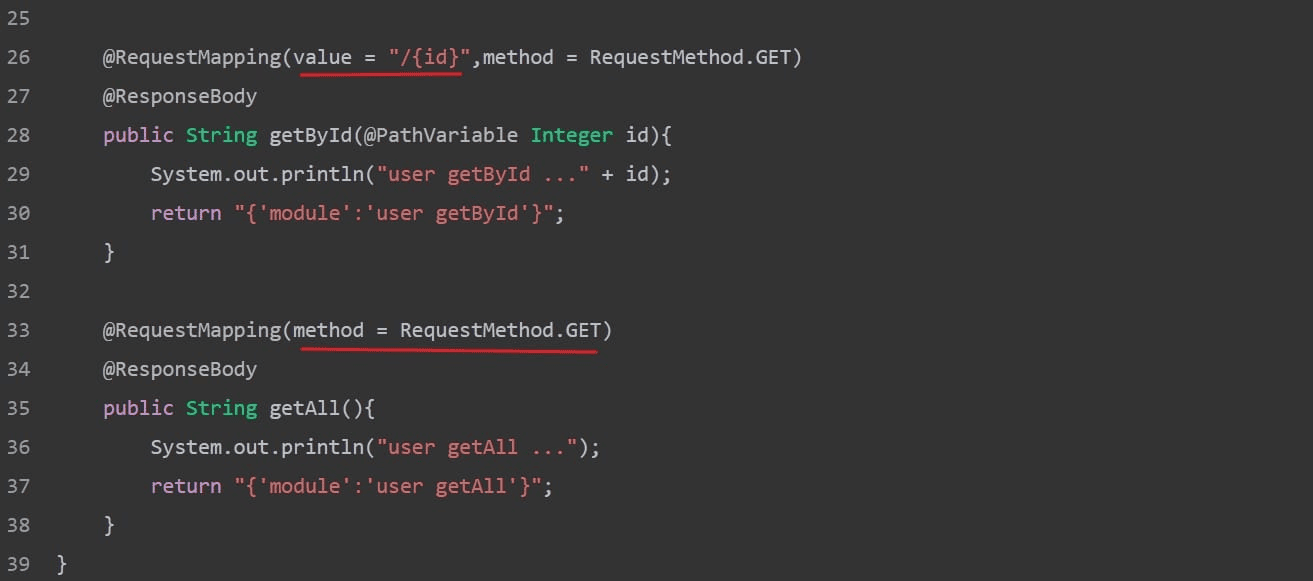 25
26 @RequestMapping(value = "/{id}",method = RequestMethod.GET)
27 @ResponseBody
28 public String getById(@PathVariable Integer id){
29 System.out.println("user getById ..." + id);
30 return "{'module':'user getById'}";
31 }
32
33 @RequestMapping(method = RequestMethod.GET)
34 @ResponseBody
35 public String getAll(){
36 System.out.println("user getAll ...");
37 return "{'module':'user getAll'}";
38 }
39 }